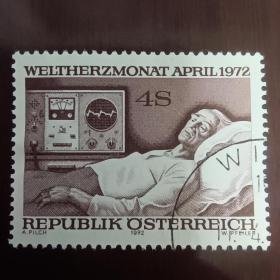 WELTHERZMONAT APRIL 1972
4S
W
REPUBLIK ÖSTERREICH
A. PILCH 1972 W. PFEILER